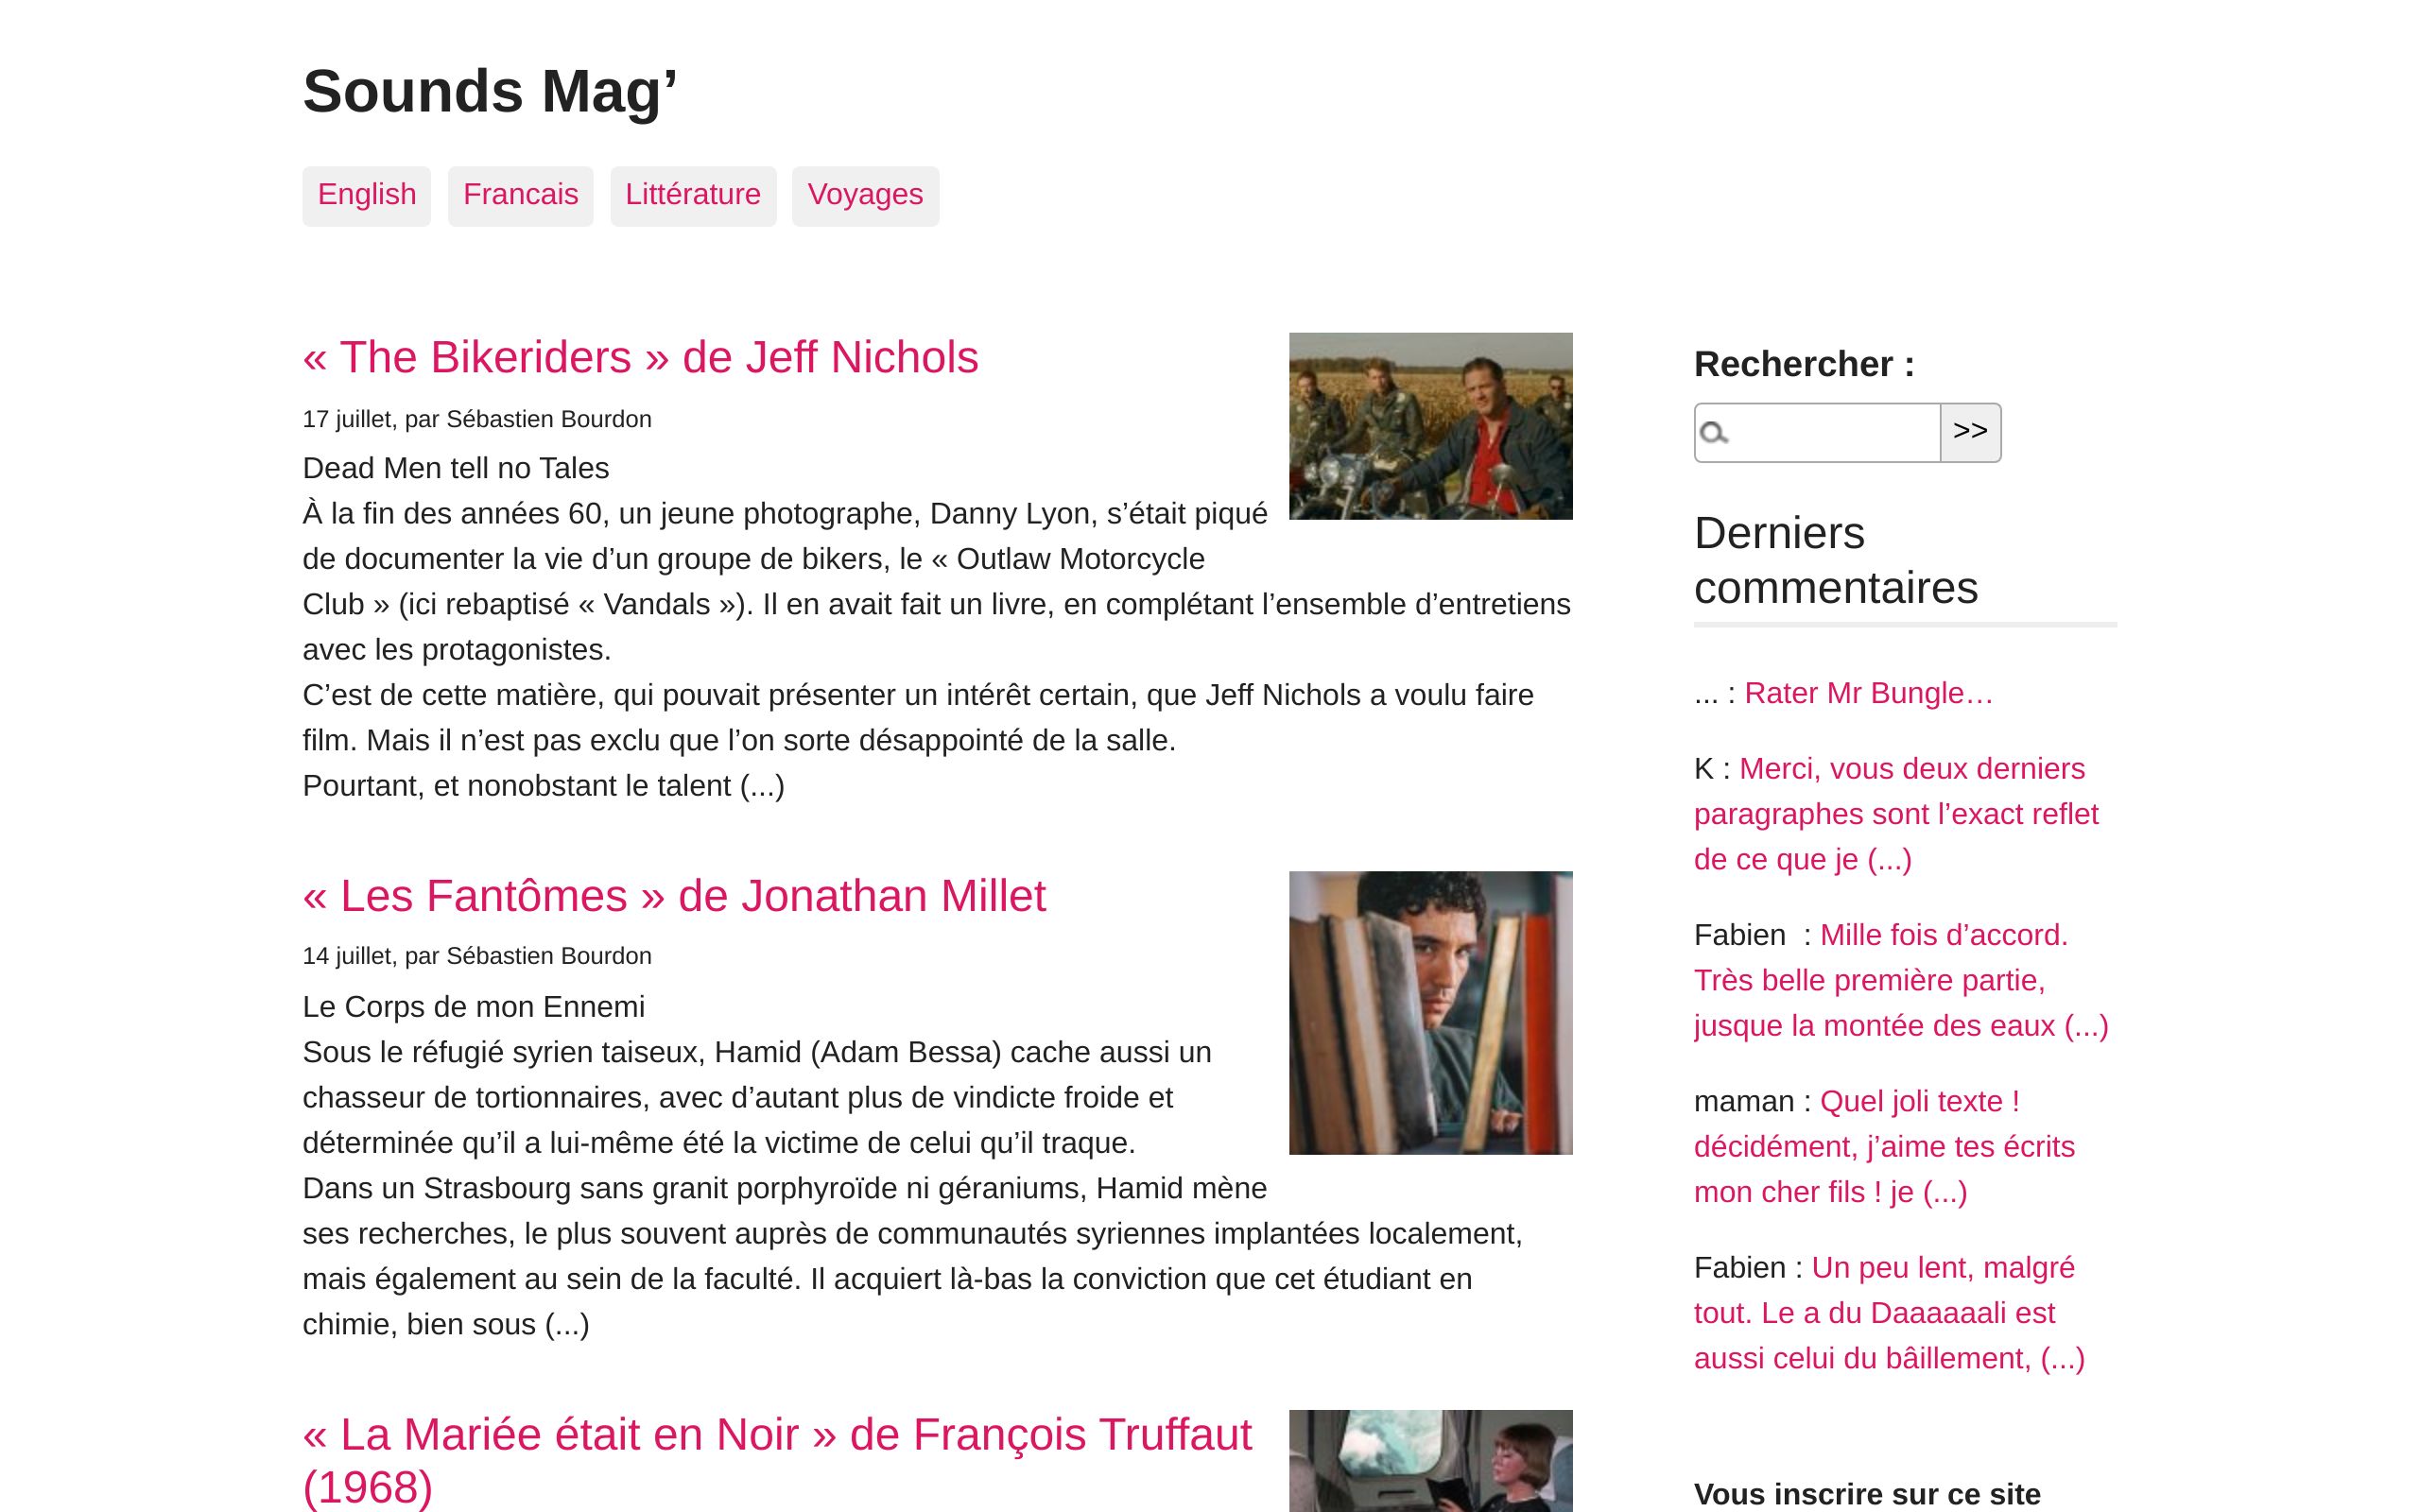 Sounds Mag’
English Francais Littérature Voyages
« The Bikeriders » de Jeff Nichols
17 juillet, par Sébastien Bourdon
Dead Men tell no Tales
À la fin des années 60, un jeune photographe, Danny Lyon, s’était piqué
de documenter la vie d’un groupe de bikers, le « Outlaw Motorcycle
Club » (ici rebaptisé « Vandals »). Il en avait fait un livre, en complétant l’ensemble d’entretiens
avec les protagonistes.
C’est de cette matière, qui pouvait présenter un intérêt certain, que Jeff Nichols a voulu faire
film. Mais il n’est pas exclu que l’on sorte désappointé de la salle.
Pourtant, et nonobstant le talent (...)
« Les Fantômes » de Jonathan Millet
14 juillet, par Sébastien Bourdon
Le Corps de mon Ennemi
Sous le réfugié syrien taiseux, Hamid (Adam Bessa) cache aussi un
chasseur de tortionnaires, avec d’autant plus de vindicte froide et
déterminée qu’il a lui-même été la victime de celui qu’il traque.
Dans un Strasbourg sans granit porphyroïde ni géraniums, Hamid mène
ses recherches, le plus souvent auprès de communautés syriennes implantées localement,
mais également au sein de la faculté. Il acquiert là-bas la conviction que cet étudiant en
chimie, bien sous (...)
« La Mariée était en Noir » de François Truffaut
(1968)
Rechercher :
>>
Derniers
commentaires
... : Rater Mr Bungle…
K : Merci, vous deux derniers
paragraphes sont l’exact reflet
de ce que je (...)
Fabien  : Mille fois d’accord.
Très belle première partie,
jusque la montée des eaux (...)
maman : Quel joli texte !
décidément, j’aime tes écrits
mon cher fils ! je (...)
Fabien : Un peu lent, malgré
tout. Le a du Daaaaaali est
aussi celui du bâillement, (...)
Vous inscrire sur ce site